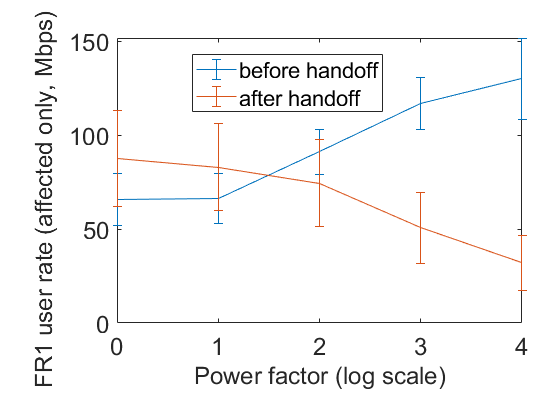 FR1 user rate (affected only, Mbps)
150
100
50
0
before handoff
after handoff
0 1 2 3 4
Power factor (log scale)